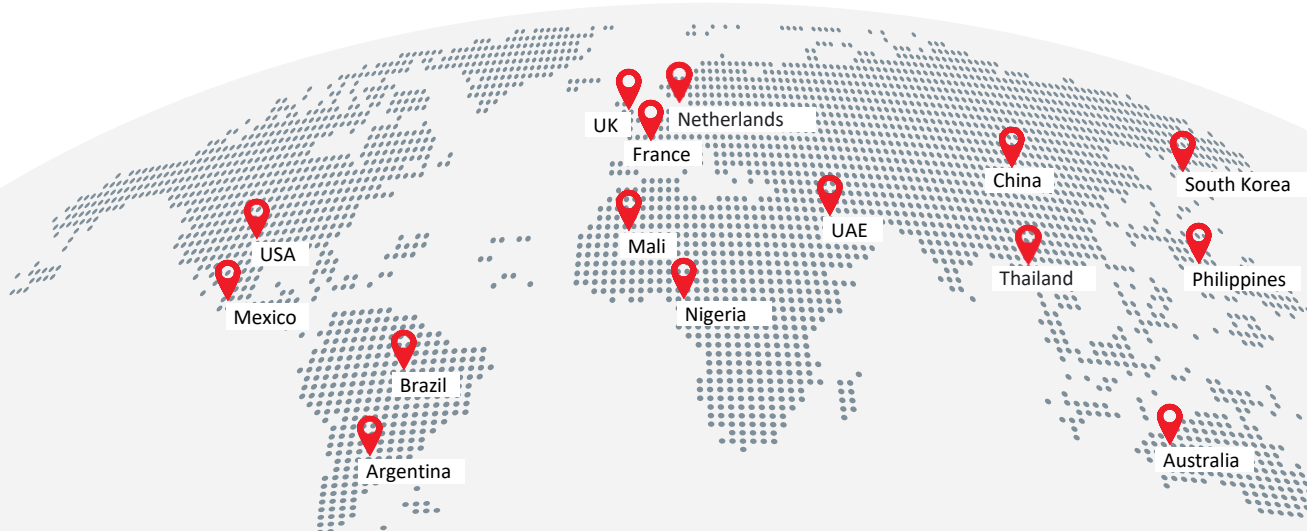 UK
Netherlands
France
China
South Korea
USA
Mali
UAE
Thailand
Philippines
Mexico
Nigeria
Brazil
Argentina
Australia